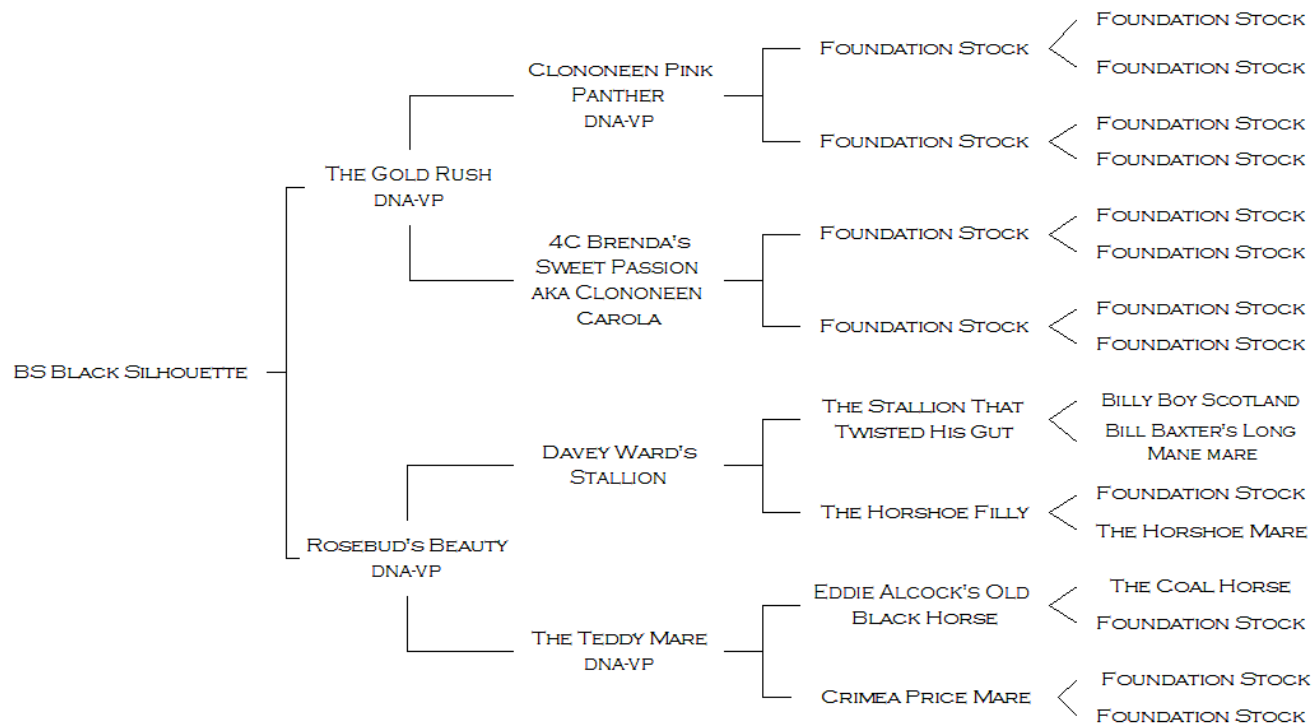 BS Black Silhouette
The Gold Rush
DNA-VP
Rosebud's Beauty
DNA-VP
Clononeen Pink
Panther
DNA-VP
4C Brenda's
Sweet Passion
aka Clononeen
Carola
Davey Ward's
Stallion
The Teddy Mare
DNA-VP
Foundation Stock
Foundation Stock
Foundation Stock
Foundation Stock
The Stallion That
Twisted His Gut
The Horshoe Filly
Eddie Alcock's Old
Black Horse
Crimea Price Mare
Foundation Stock
Foundation Stock
Foundation Stock
Foundation Stock
Foundation Stock
Foundation Stock
Foundation Stock
Foundation Stock
Billy Boy Scotland
Bill Baxter's Long
Mane mare
Foundation Stock
The Horshoe Mare
The Coal Horse
Foundation Stock
Foundation Stock
Foundation Stock